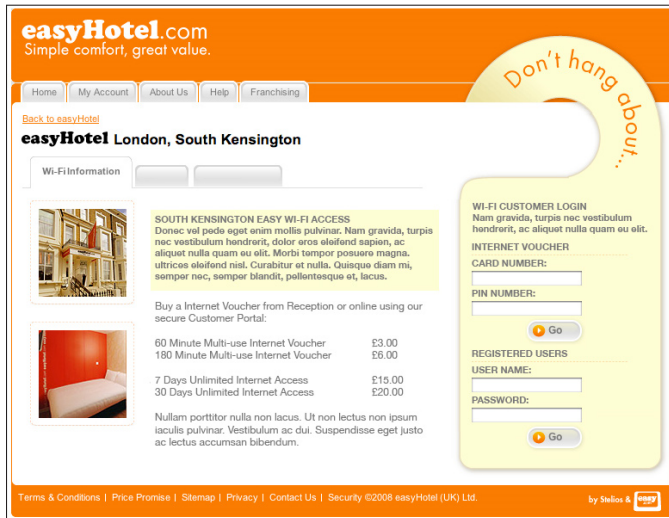 easyHotel.com
Simple comfort, great value.
Don't hang about...
Home My Account About Us Help Franchising
Back to easyHotel
easyHotel London, South Kensington
Wi-Fi Information
SOUTH KENSINGTON EASY WI-FI ACCESS
Donec vel pede eget enim mollis pulvinar. Nam gravida, turpis
nec vestibulum hendrerit, dolor eros eleifend sapien, ac
aliquet nulla quam eu elit. Morbi tempor posuere magna.
ultrices eleifend nisl. Curabitur et nulla. Quisque diam mi,
semper nec, semper blandit, pellentesque et, lacus.
Buy a Internet Voucher from Reception or online using our
secure Customer Portal:
60 Minute Multi-use Internet Voucher £3.00
180 Minute Multi-use Internet Voucher £6.00
7 Days Unlimited Internet Access £15.00
30 Days Unlimited Internet Access £20.00
Nullam porttitor nulla non lacus. Ut non lectus non ipsum
iaculis pulvinar. Vestibulum ac dui. Suspendisse eget justo
ac lectus accumsan bibendum.
WI-FI CUSTOMER LOGIN
Nam gravida, turpis nec vestibulum
hendrerit, ac aliquet nulla quam eu elit.
INTERNET VOUCHER
CARD NUMBER:
PIN NUMBER:
Go
REGISTERED USERS
USER NAME:
PASSWORD:
Go
Terms & Conditions | Price Promise | Sitemap | Privacy | Contact Us | Security ©2008 easyHotel (UK) Ltd.
by Stelios & easy